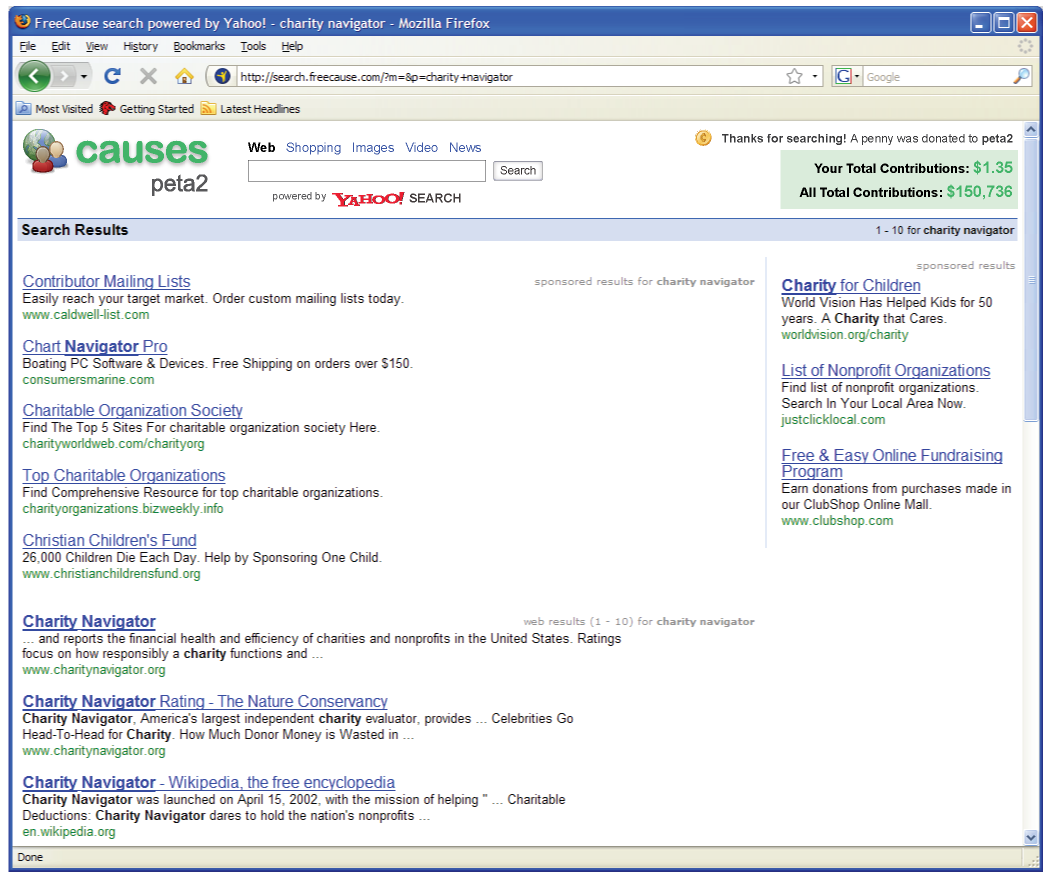 FreeCause search powered by Yahoo! - charity navigator - Mozilla Firefox
File Edit View History Bookmarks Tools Help
http://search.freecause.com/?m=&p=charity+navigator
G Google
Most Visited Getting Started Latest Headlines
causes
peta2
Web Shopping Images Video News
Search
powered by YAHOO! SEARCH
Thanks for searching! A penny was donated to peta2
Your Total Contributions: $1.35
All Total Contributions: $150,736
Search Results
1 - 10 for charity navigator
sponsored results for charity navigator
Contributor Mailing Lists
Easily reach your target market. Order custom mailing lists today.
www.caldwell-list.com
Chart Navigator Pro
Boating PC Software & Devices. Free Shipping on orders over $150.
consumersmarine.com
Charitable Organization Society
Find The Top 5 Sites For charitable organization society Here.
charityworldweb.com/charityorg
Top Charitable Organizations
Find Comprehensive Resource for top charitable organizations.
charityorganizations.bizweekly.info
Christian Children's Fund
26,000 Children Die Each Day. Help by Sponsoring One Child.
www.christianchildrensfund.org
web results (1 - 10) for charity navigator
Charity Navigator
... and reports the financial health and efficiency of charities and nonprofits in the United States. Ratings
focus on how responsibly a charity functions and ...
www.charitynavigator.org
Charity Navigator Rating - The Nature Conservancy
Charity Navigator, America's largest independent charity evaluator, provides ... Celebrities Go
Head-To-Head for Charity. How Much Donor Money is Wasted in ...
www.charitynavigator.org
Charity Navigator - Wikipedia, the free encyclopedia
Charity Navigator was launched on April 15, 2002, with the mission of helping " ... Charitable
Deductions: Charity Navigator dares to hold the nation's nonprofits ...
en.wikipedia.org
sponsored results
Charity for Children
World Vision Has Helped Kids for 50
years. A Charity that Cares.
worldvision.org/charity
List of Nonprofit Organizations
Find list of nonprofit organizations.
Search In Your Local Area Now.
justclicklocal.com
Free & Easy Online Fundraising
Program
Earn donations from purchases made in
our ClubShop Online Mall.
www.clubshop.com
Done